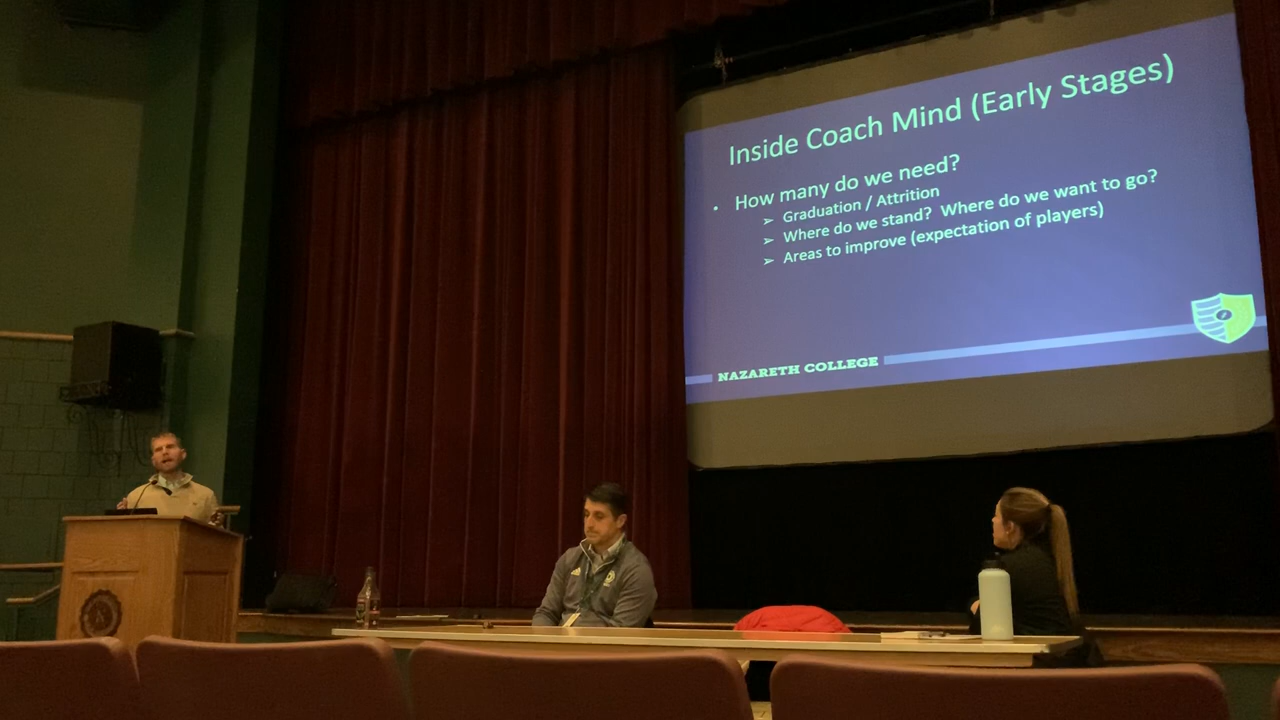 Inside Coach Mind (Early Stages)
• How many do we need?
➢ Graduation / Attrition
➢ Where do we stand? Where do we want to go?
➢ Areas to improve (expectation of players)
NAZARETH COLLEGE